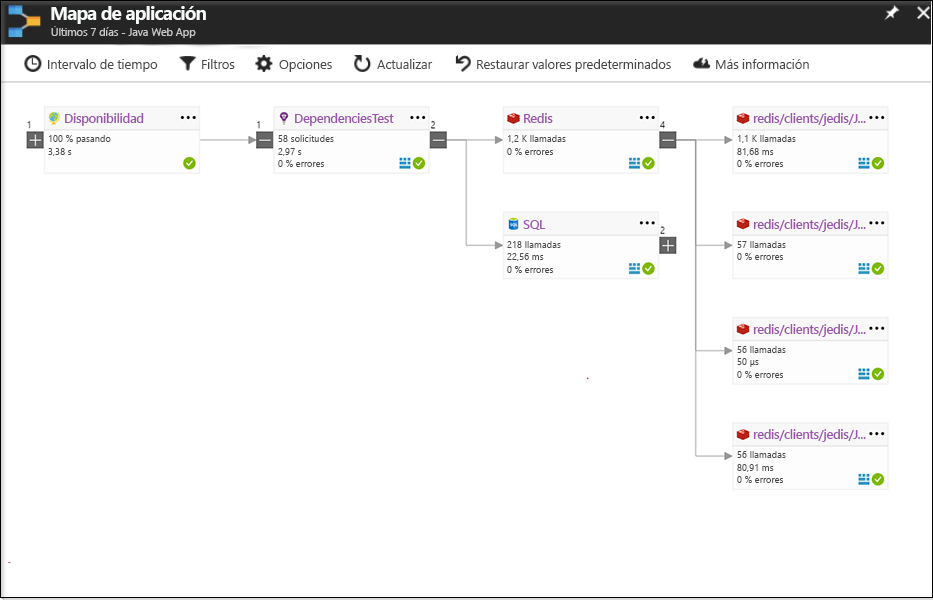 Mapa de aplicación
Últimos 7 días - Java Web App
Intervalo de tiempo
Filtros
Opciones
Actualizar
Restaurar valores predeterminados
Más información
1
Disponibilidad
100 % pasando
3,38 s
1
DependenciesTest
58 solicitudes
2,97 s
0 % errores
2
Redis
1,2 K llamadas
0 % errores
4
SQL
218 llamadas
22,56 ms
0 % errores
2
redis/clients/jedis/J...
1,1 K llamadas
81,68 ms
0 % errores
redis/clients/jedis/J...
57 llamadas
0 % errores
redis/clients/jedis/J...
56 llamadas
50 µs
0 % errores
redis/clients/jedis/J...
56 llamadas
80,91 ms
0 % errores